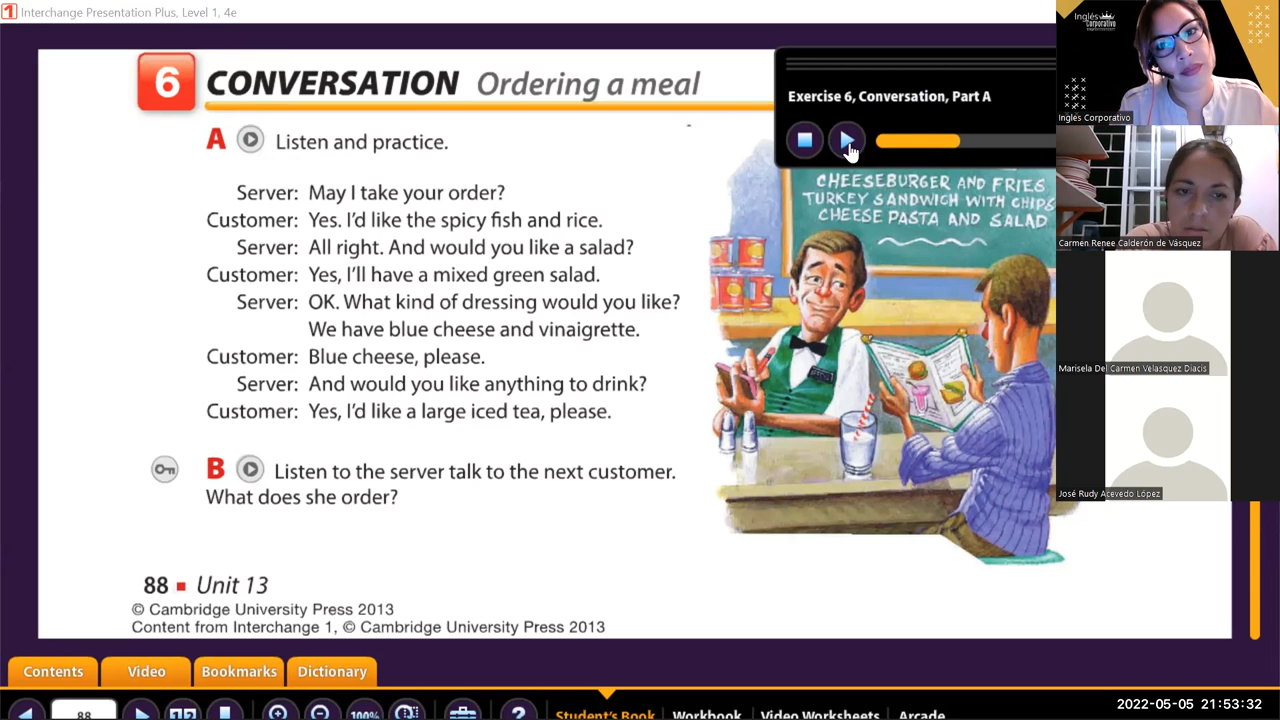 Interchange Presentation Plus, Level 1, 4e
6 CONVERSATION Ordering a meal
A Listen and practice.
Server: May I take your order?
Customer: Yes. I'd like the spicy fish and rice.
Server: All right. And would you like a salad?
Customer: Yes, I'll have a mixed green salad.
Server: OK. What kind of dressing would you like?
We have blue cheese and vinaigrette.
Customer: Blue cheese, please.
Server: And would you like anything to drink?
Customer: Yes, I'd like a large iced tea, please.
B Listen to the server talk to the next customer.
What does she order?
88 Unit 13
© Cambridge University Press 2013
Content from Interchange 1, © Cambridge University Press 2013
Exercise 6, Conversation, Part A
CHEESEBURGER AND FRIES
TURKEY SANDWICH WITH CHIPS
CHEESE PASTA AND SALAD
Inglés
Corporativo
Inglés Corporativo
Carmen Renee Calderón de Vásquez
Marisela Del Carmen Velasquez Diacis
José Rudy Acevedo López
Contents Video Bookmarks Dictionary
88 100% ? Student's Book Workbook Video Worksheets Arcade
2022-05-05 21:53:32